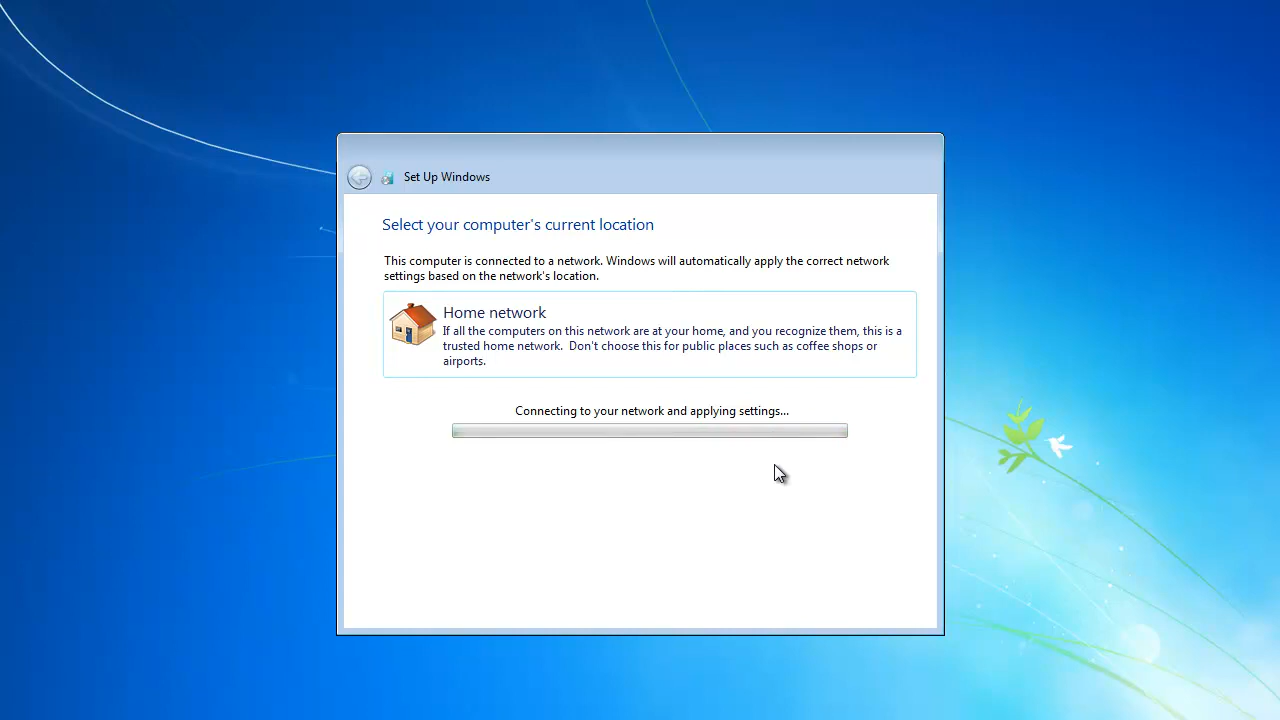 Set Up Windows
Select your computer's current location
This computer is connected to a network. Windows will automatically apply the correct network
settings based on the network's location.
Home network
If all the computers on this network are at your home, and you recognize them, this is a
trusted home network.  Don't choose this for public places such as coffee shops or
airports.
Connecting to your network and applying settings...